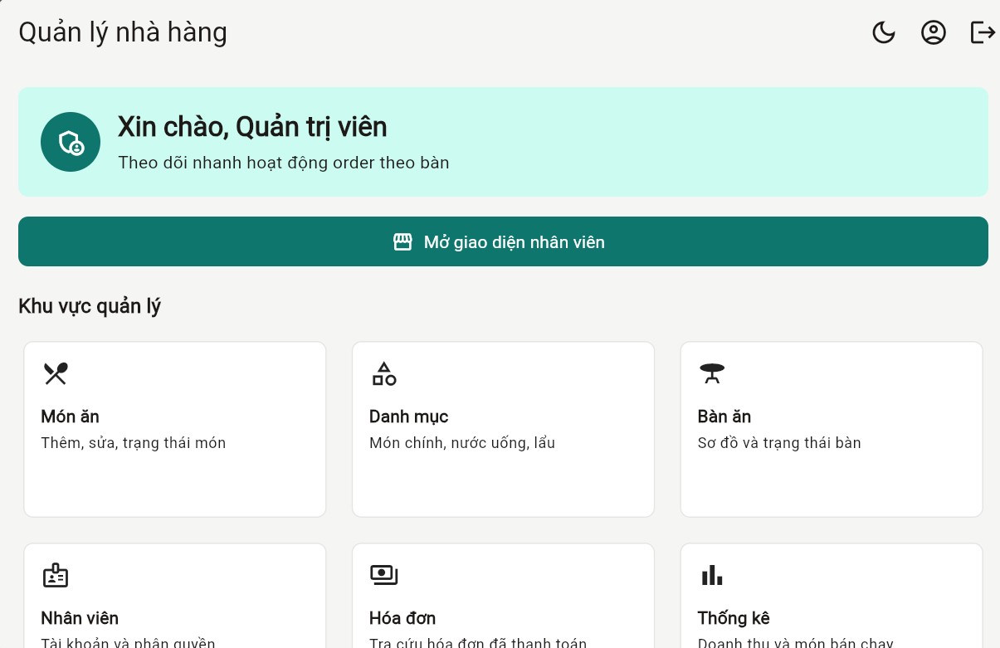 Quản lý nhà hàng
Xin chào, Quản trị viên
Theo dõi nhanh hoạt động order theo bàn
Mở giao diện nhân viên
Khu vực quản lý
Món ăn
Thêm, sửa, trạng thái món
Danh mục
Món chính, nước uống, lẩu
Bàn ăn
Sơ đồ và trạng thái bàn
Nhân viên
Tài khoản và phân quyền
Hóa đơn
Tra cứu hóa đơn đã thanh toán
Thống kê
Doanh thu và món bán chạy